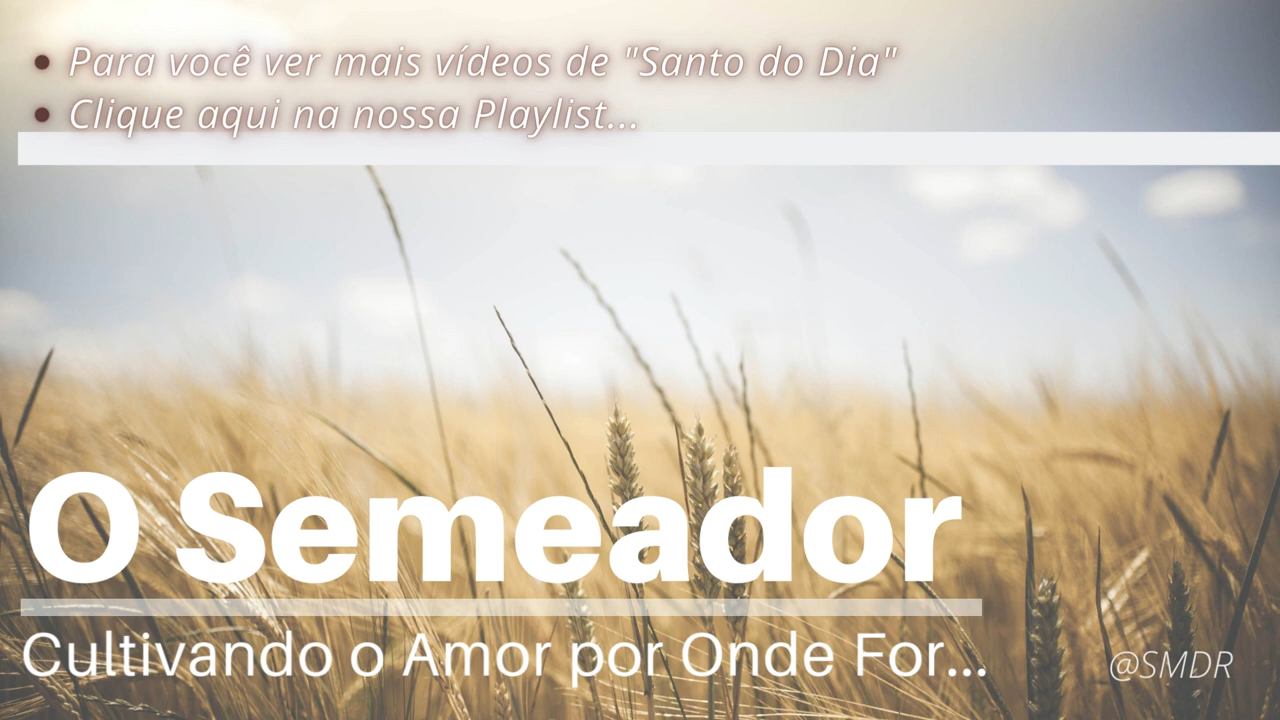 • Para você ver mais vídeos de "Santo do Dia"
• Clique aqui na nossa Playlist...
O Semeador
Cultivando o Amor por Onde For...
@SMDR